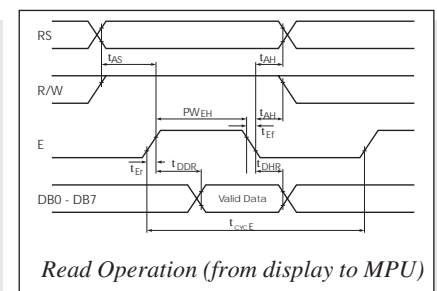 RS
tAS
tAH
R/W
PWEH
tAH
tEf
E
tEr
tDDR
tDHR
DB0 - DB7
Valid Data
tCYC E
Read Operation (from display to MPU)